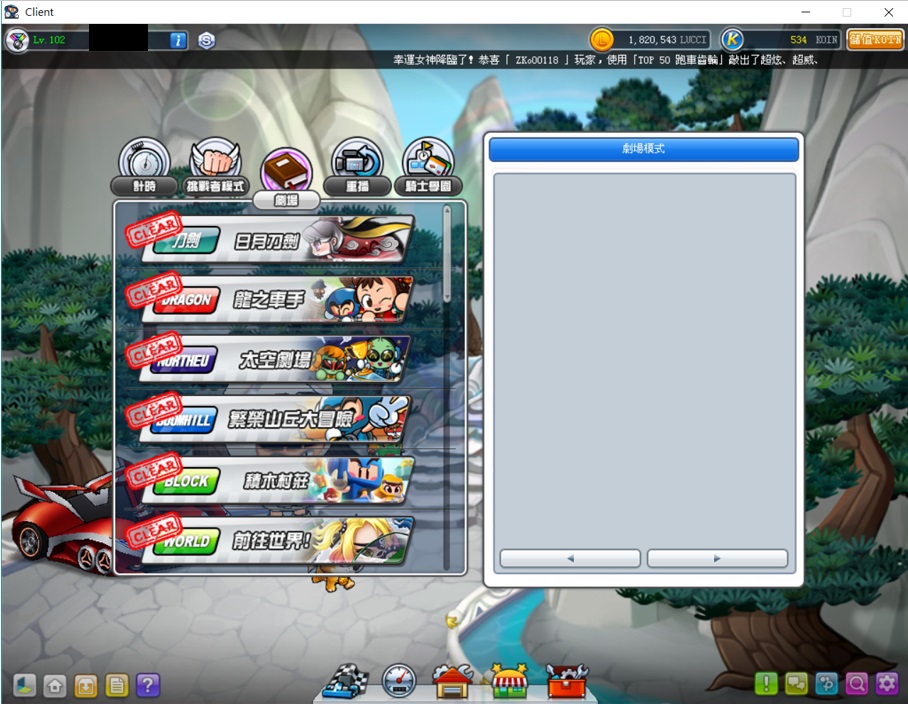 Client
Lv. 102
i
S
1,820,543 LUCCI
K
534 KOIN
儲值KOIN
幸運女神降臨了! 恭喜「 ZKo00118 」玩家,使用「TOP 50 跑車齒輪」敲出了超炫、超威、
計時
挑戰者模式
劇場
重播
騎士學園
劇場模式
CLEAR
刀劍
日月刀劍
CLEAR
DRAGON
龍之車手
CLEAR
NORTHEU
太空劇場
CLEAR
BOOMHILL
繁榮山丘大冒險
CLEAR
BLOCK
積木村莊
CLEAR
WORLD
前往世界!